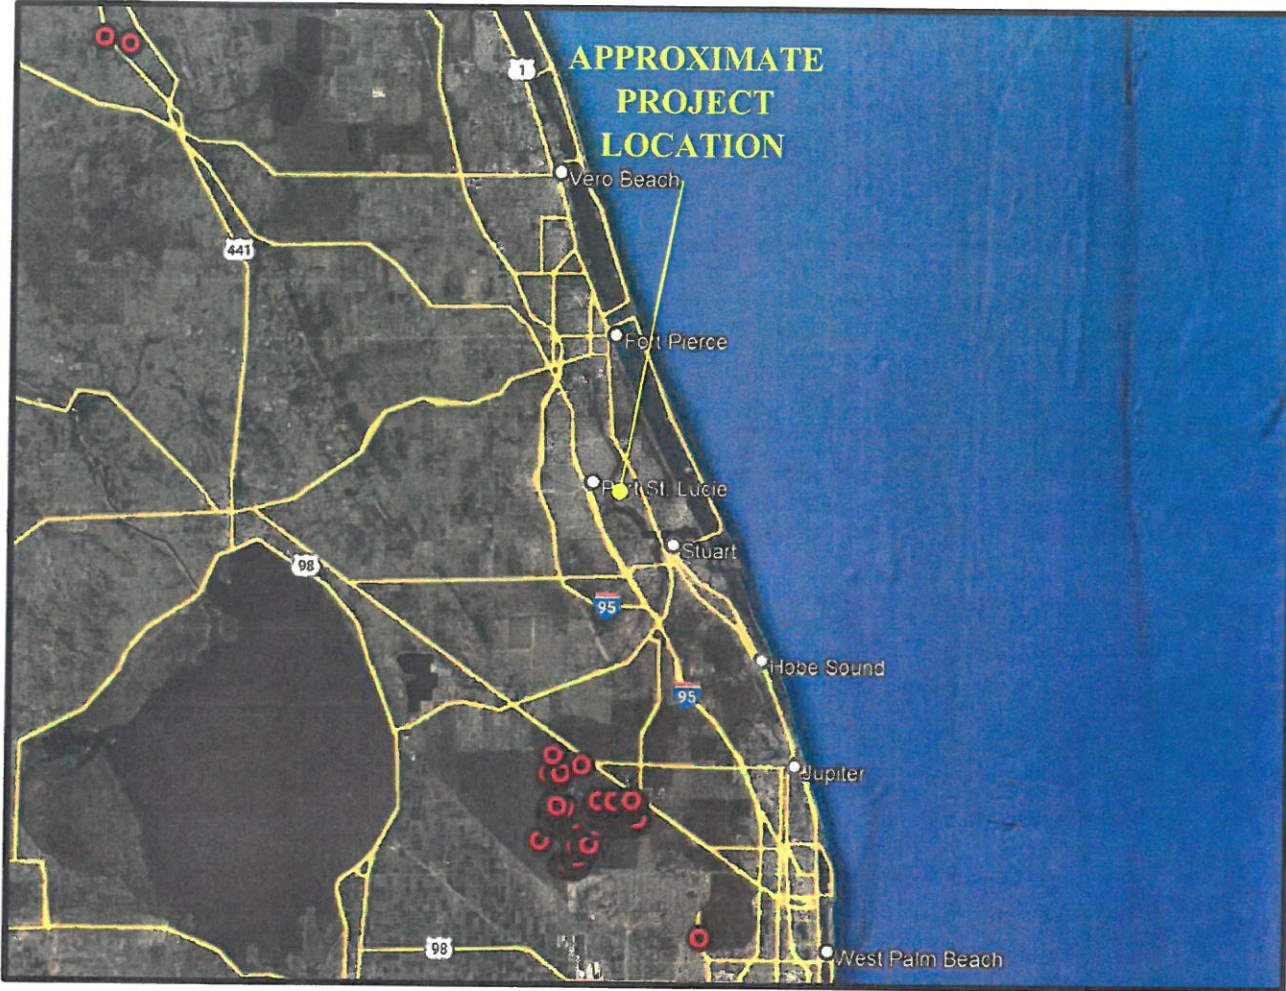 1
APPROXIMATE
PROJECT
LOCATION
Vero Beach
441
Fort Pierce
Port St. Lucie
Stuart
98
95
Hobe Sound
95
Jupiter
98
West Palm Beach